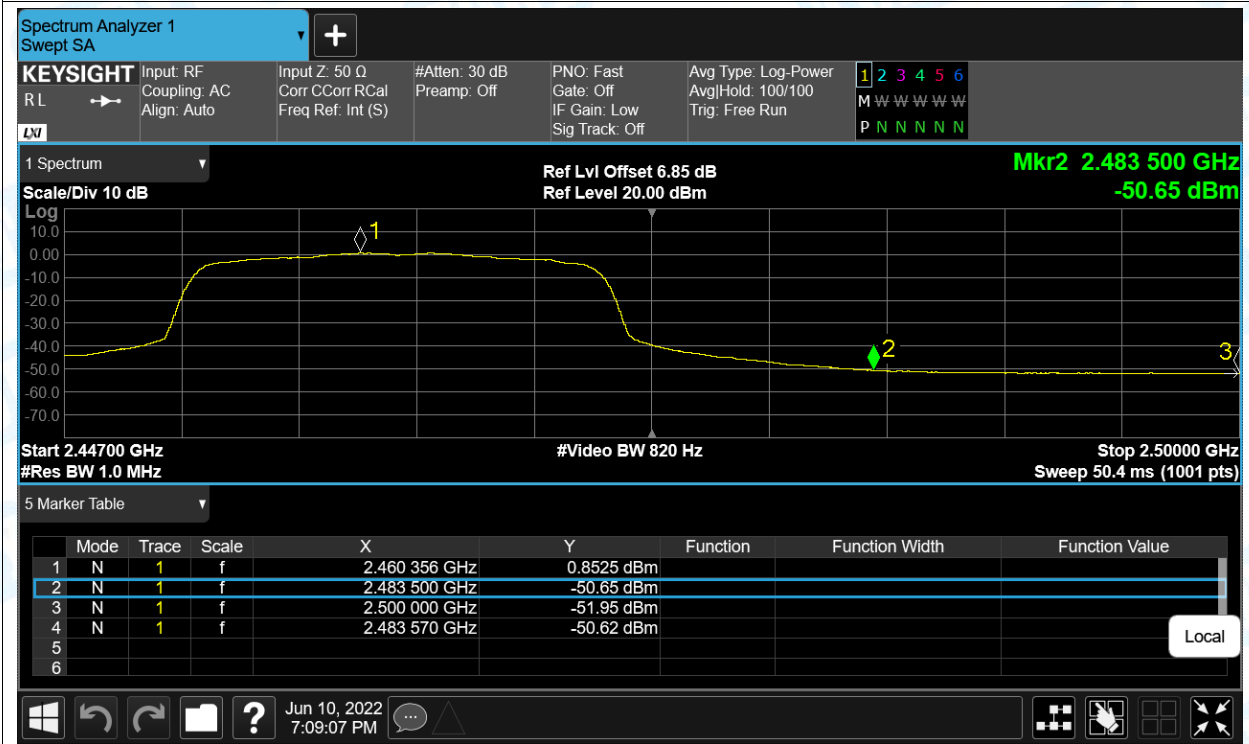 Spectrum Analyzer 1
Swept SA
KEYSIGHT
R L
LXI
Input: RF
Coupling: AC
Align: Auto
Input Z: 50 Ω
Corr CCorr RCal
Freq Ref: Int (S)
#Atten: 30 dB
Preamp: Off
PNO: Fast
Gate: Off
IF Gain: Low
Sig Track: Off
Avg Type: Log-Power
Avg|Hold: 100/100
Trig: Free Run
1 2 3 4 5 6
M W W W W W
P N N N N N
1 Spectrum
Scale/Div 10 dB
Ref Lvl Offset 6.85 dB
Ref Level 20.00 dBm
Mkr2 2.483 500 GHz
-50.65 dBm
Log
10.0
0.00
-10.0
-20.0
-30.0
-40.0
-50.0
-60.0
-70.0
1
2
3
Start 2.44700 GHz
#Res BW 1.0 MHz
#Video BW 820 Hz
Stop 2.50000 GHz
Sweep 50.4 ms (1001 pts)
5 Marker Table
Mode Trace Scale X Y Function Function Width Function Value
1 N 1 f 2.460 356 GHz 0.8525 dBm
2 N 1 f 2.483 500 GHz -50.65 dBm
3 N 1 f 2.500 000 GHz -51.95 dBm
4 N 1 f 2.483 570 GHz -50.62 dBm
5
6
Local
?
Jun 10, 2022
7:09:07 PM